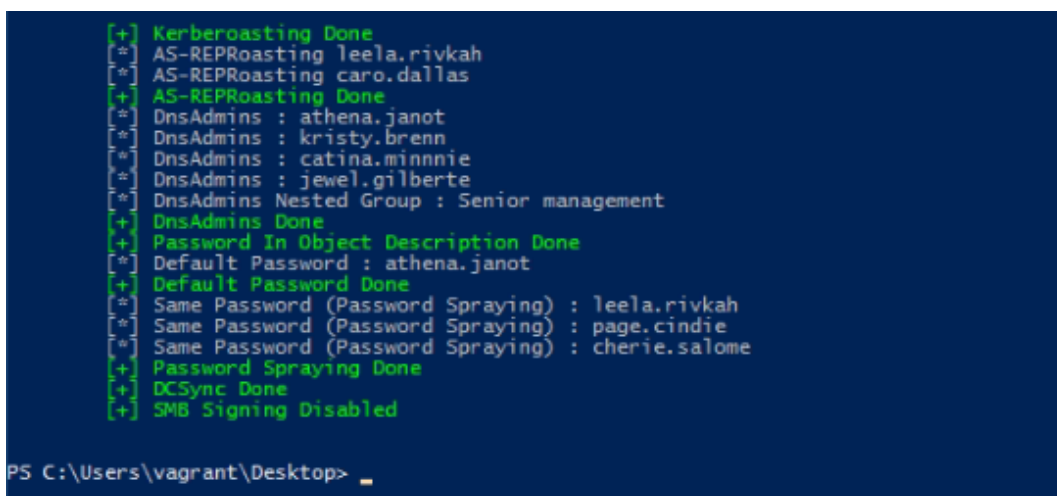 [+] Kerberoasting Done
[*] AS-REPRoasting leela.rivkah
[*] AS-REPRoasting caro.dallas
[+] AS-REPRoasting Done
[*] DnsAdmins : athena.janot
[*] DnsAdmins : kristy.brenn
[*] DnsAdmins : catina.minnnie
[*] DnsAdmins : jewel.gilberte
[*] DnsAdmins Nested Group : Senior management
[+] DnsAdmins Done
[+] Password In Object Description Done
[*] Default Password : athena.janot
[+] Default Password Done
[*] Same Password (Password Spraying) : leela.rivkah
[*] Same Password (Password Spraying) : page.cindie
[*] Same Password (Password Spraying) : cherie.salome
[+] Password Spraying Done
[+] DCSync Done
[+] SMB Signing Disabled
PS C:\Users\vagrant\Desktop> _